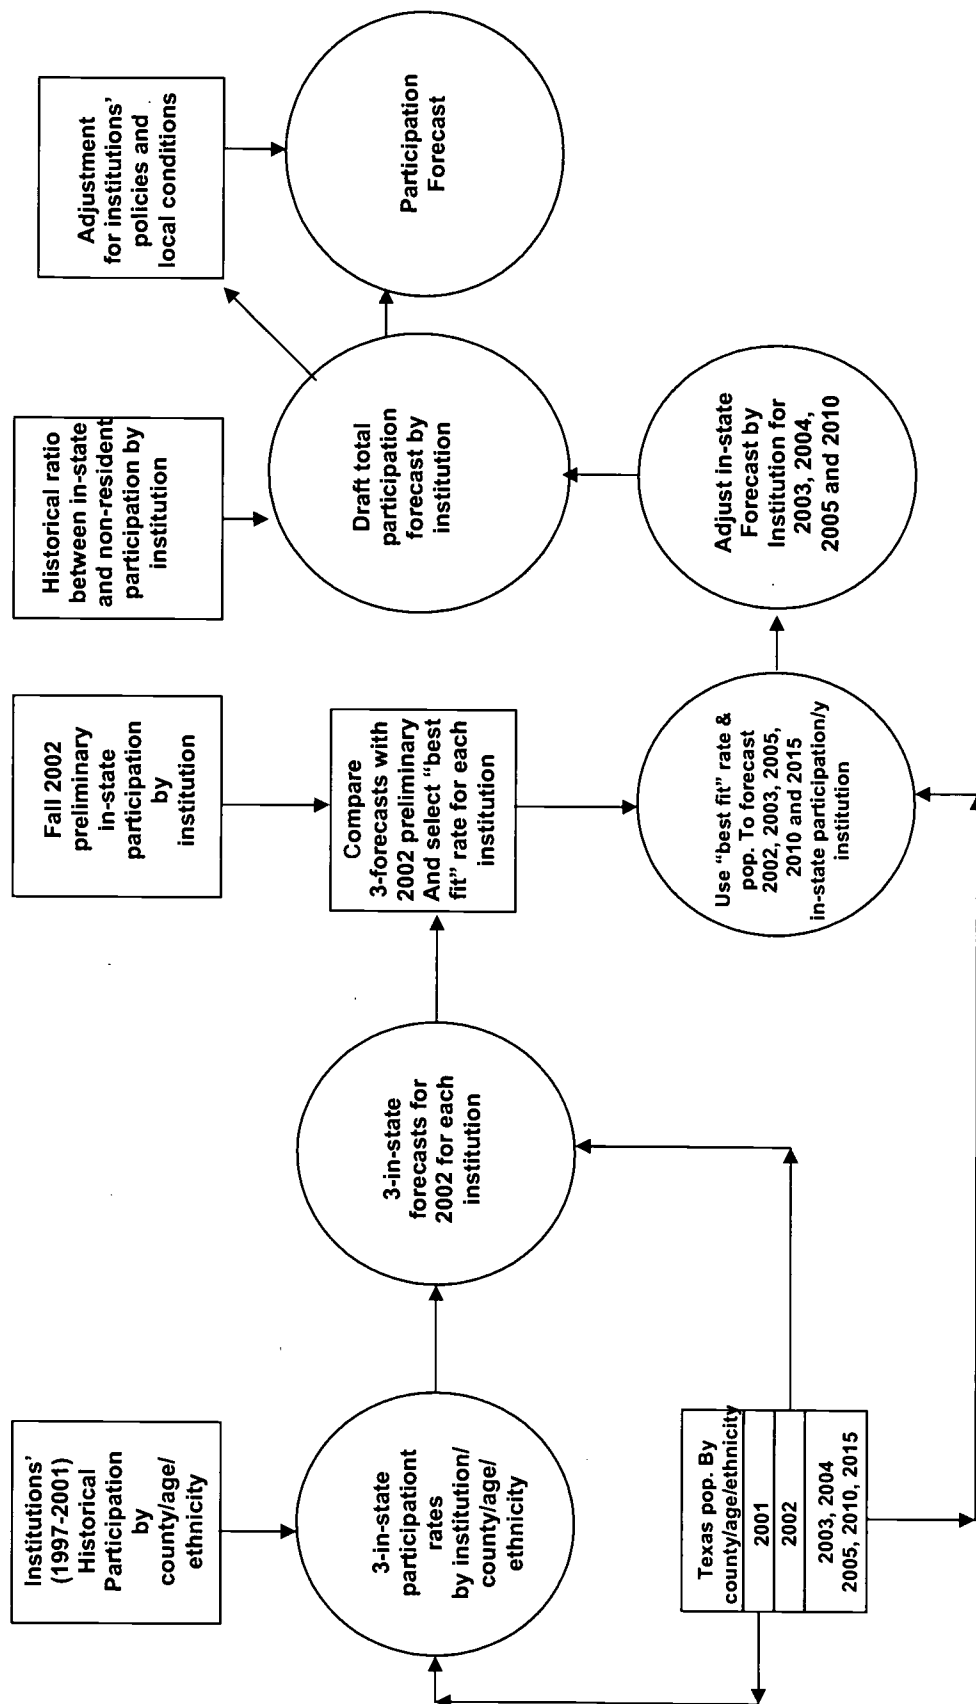 Institutions'
(1997-2001)
Historical
Participation
by
county/age/
ethnicity
Fall 2002
preliminary
in-state
participation
by
institution
Historical ratio
between in-state
and non-resident
participation by
institution
Adjustment
for institutions'
policies and
local conditions
3-in-state
participationt
rates
by institution/
county/age/
ethnicity
3-in-state
forecasts for
2002 for each
institution
Compare
3-forecasts with
2002 preliminary
And select "best
fit" rate for each
institution
Draft total
participation
forecast by
institution
Participation
Forecast
Texas pop. By
county/age/ethnicity
2001
2002
2003, 2004
2005, 2010, 2015
Use "best fit" rate &
pop. To forecast
2002, 2003, 2005,
2010 and 2015
in-state participation/y
institution
Adjust in-state
Forecast by
Institution for
2003, 2004,
2005 and 2010